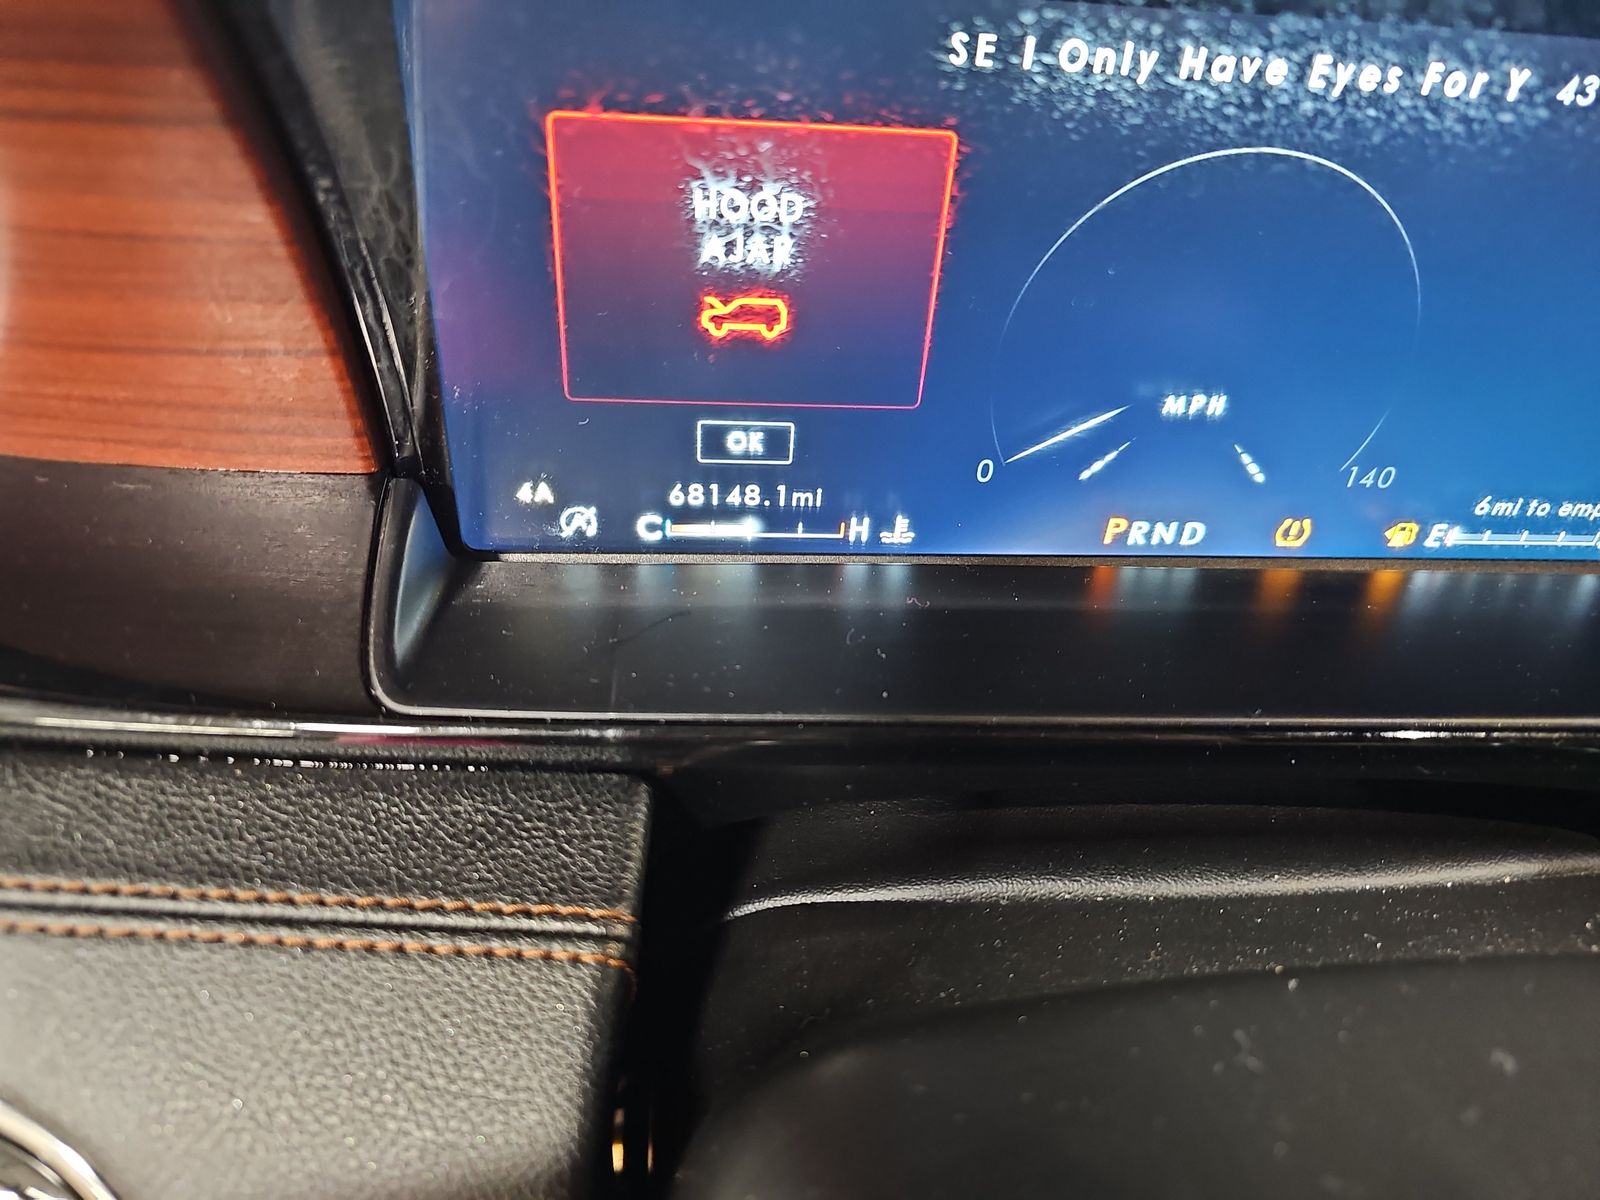 SE I Only Have Eyes For Y 43
HOOD
AJAR
OK
MPH
0
140
4A
68148.1mi
6mi to emp
C H
PRND
E